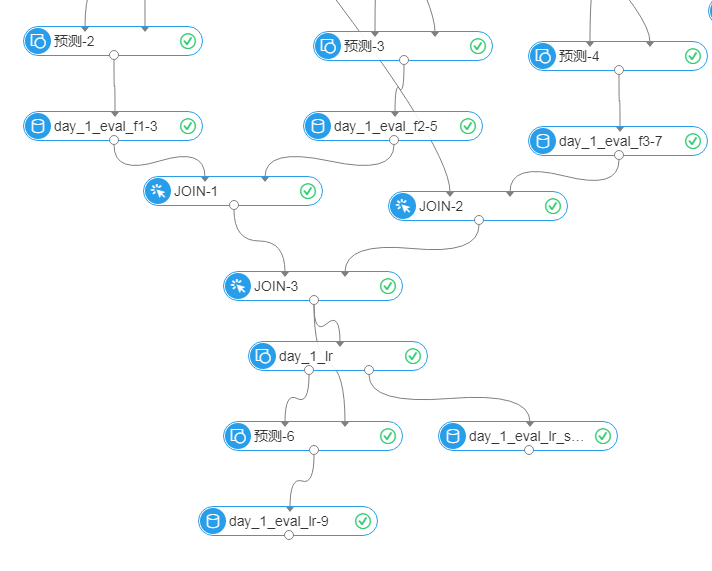 预测-2
预测-3
预测-4
day_1_eval_f1-3
day_1_eval_f2-5
day_1_eval_f3-7
JOIN-1
JOIN-2
JOIN-3
day_1_lr
预测-6
day_1_eval_lr_s...
day_1_eval_lr-9